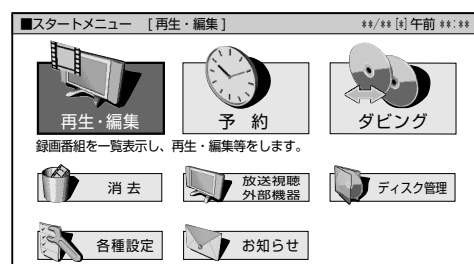 ■スタートメニュー [再生・編集] **/** [*] 午前 **:**
再生・編集
予 約
ダビング
録画番組を一覧表示し、再生・編集等をします。
消 去
放送視聴
外部機器
ディスク管理
各種設定
お知らせ